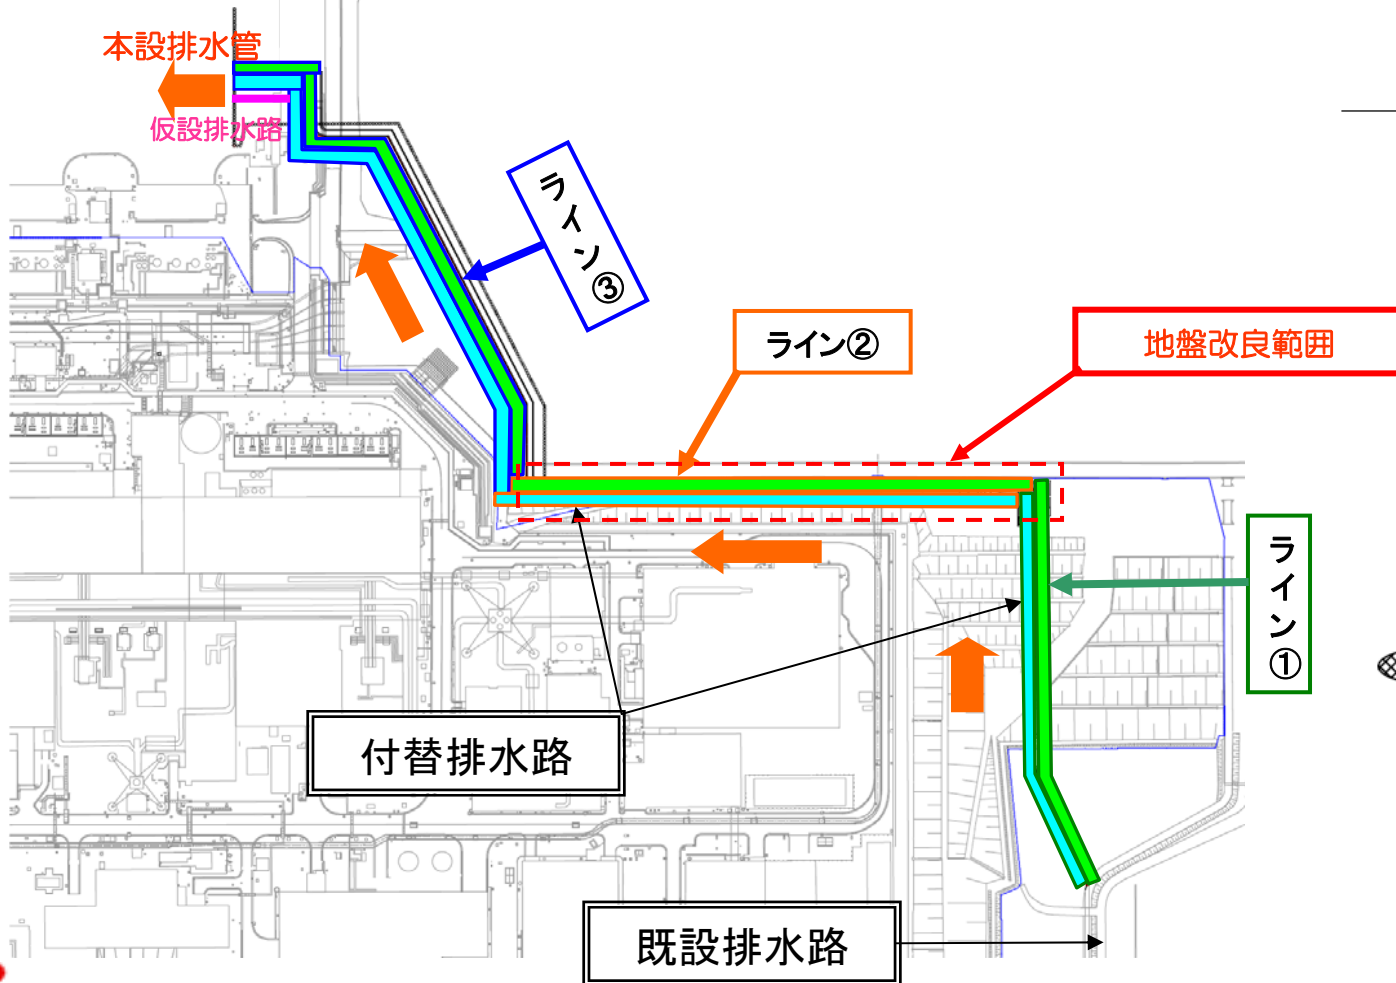 本設排水管
仮設排水路
ライン③
ライン②
地盤改良範囲
ライン①
付替排水路
既設排水路